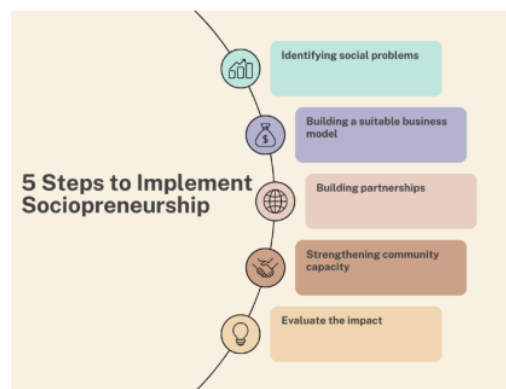 5 Steps to Implement
Sociopreneurship
Identifying social problems
Building a suitable business
model
$
Building partnerships
Strengthening community
capacity
Evaluate the impact